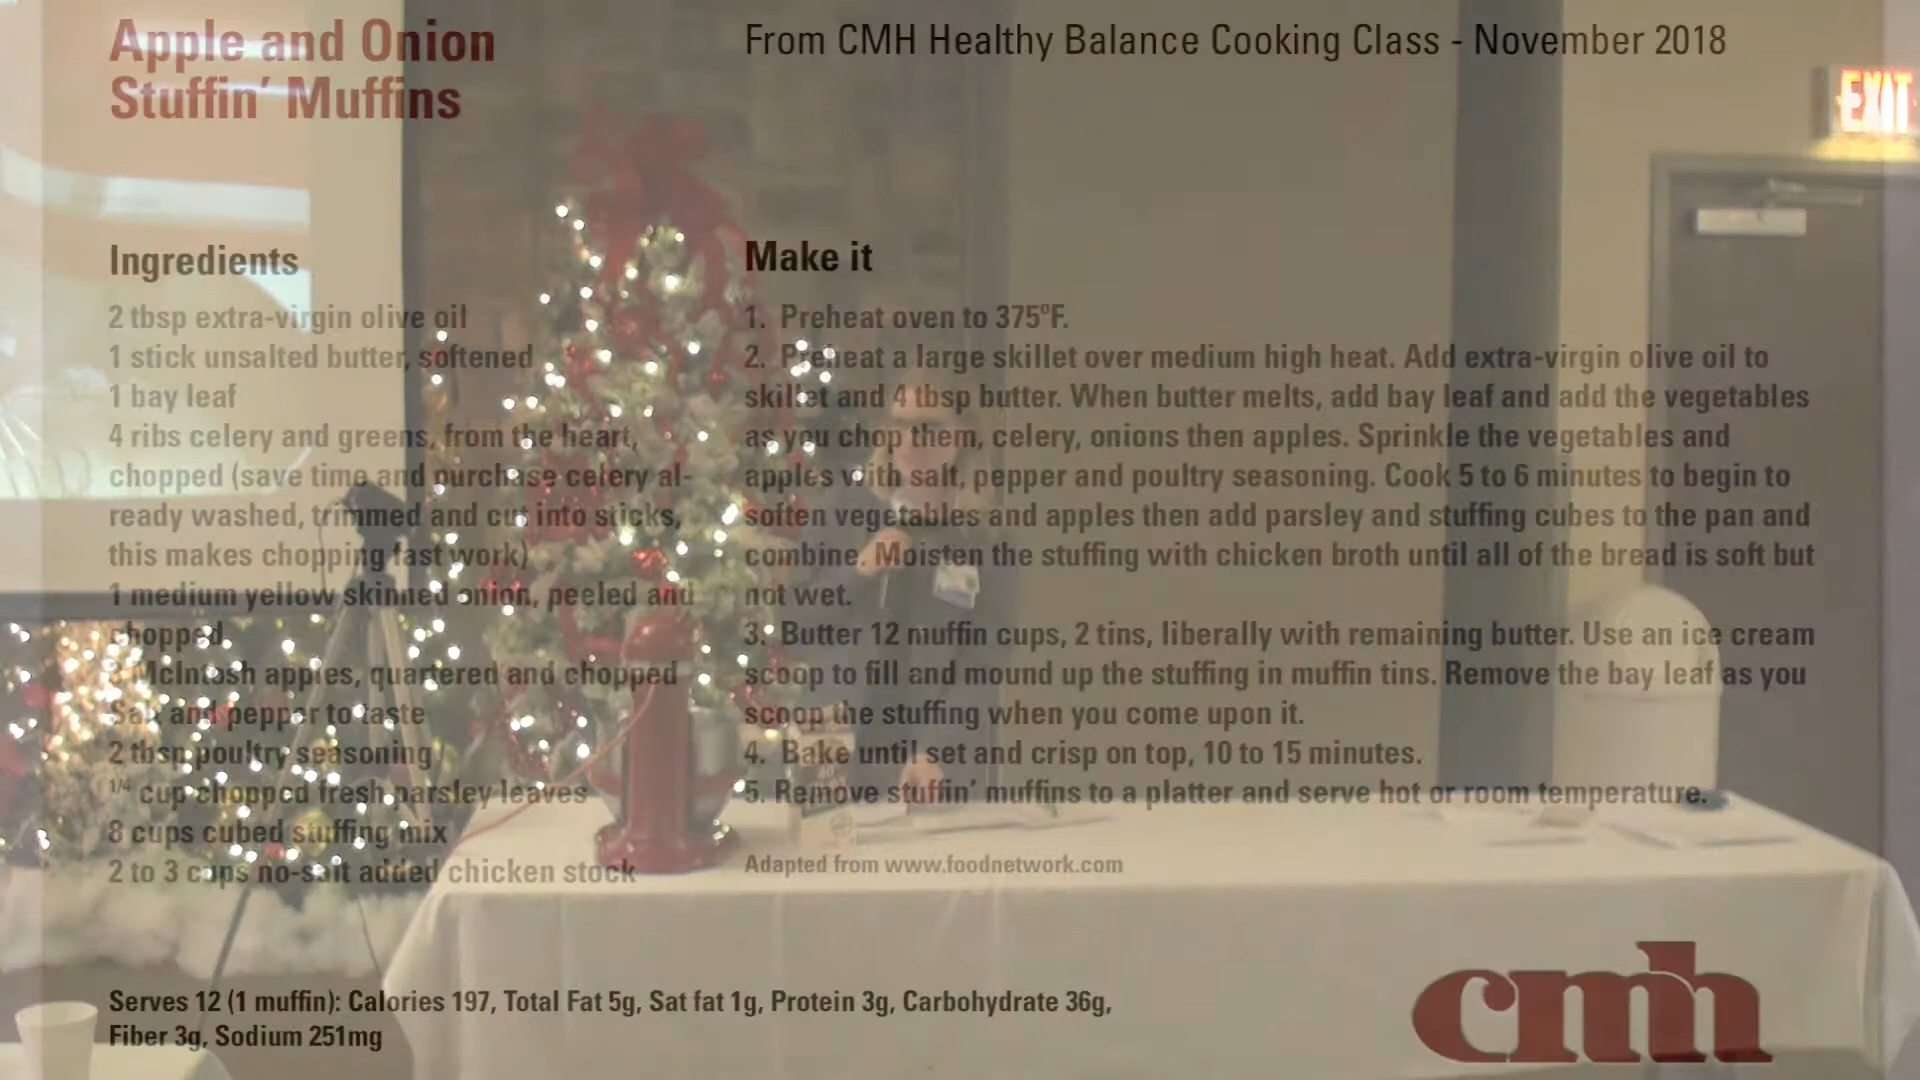 Apple and Onion
Stuffin' Muffins
From CMH Healthy Balance Cooking Class - November 2018
EXIT
Ingredients
2 tbsp extra-virgin olive oil
1 stick unsalted butter, softened
1 bay leaf
4 ribs celery and greens, from the heart,
chopped (save time and purchase celery al-
ready washed, trimmed and cut into sticks,
this makes chopping fast work)
1 medium yellow skinned onion, peeled and
chopped
3 McIntosh apples, quartered and chopped
Salt and pepper to taste
2 tbsp poultry seasoning
1/4 cup chopped fresh parsley leaves
8 cups cubed stuffing mix
2 to 3 cups no-salt added chicken stock
Make it
1. Preheat oven to 375ºF.
2. Preheat a large skillet over medium high heat. Add extra-virgin olive oil to
skillet and 4 tbsp butter. When butter melts, add bay leaf and add the vegetables
as you chop them, celery, onions then apples. Sprinkle the vegetables and
apples with salt, pepper and poultry seasoning. Cook 5 to 6 minutes to begin to
soften vegetables and apples then add parsley and stuffing cubes to the pan and
combine. Moisten the stuffing with chicken broth until all of the bread is soft but
not wet.
3. Butter 12 muffin cups, 2 tins, liberally with remaining butter. Use an ice cream
scoop to fill and mound up the stuffing in muffin tins. Remove the bay leaf as you
scoop the stuffing when you come upon it.
4. Bake until set and crisp on top, 10 to 15 minutes.
5. Remove stuffin' muffins to a platter and serve hot or room temperature.
Adapted from www.foodnetwork.com
Serves 12 (1 muffin): Calories 197, Total Fat 5g, Sat fat 1g, Protein 3g, Carbohydrate 36g,
Fiber 3g, Sodium 251mg
cmh